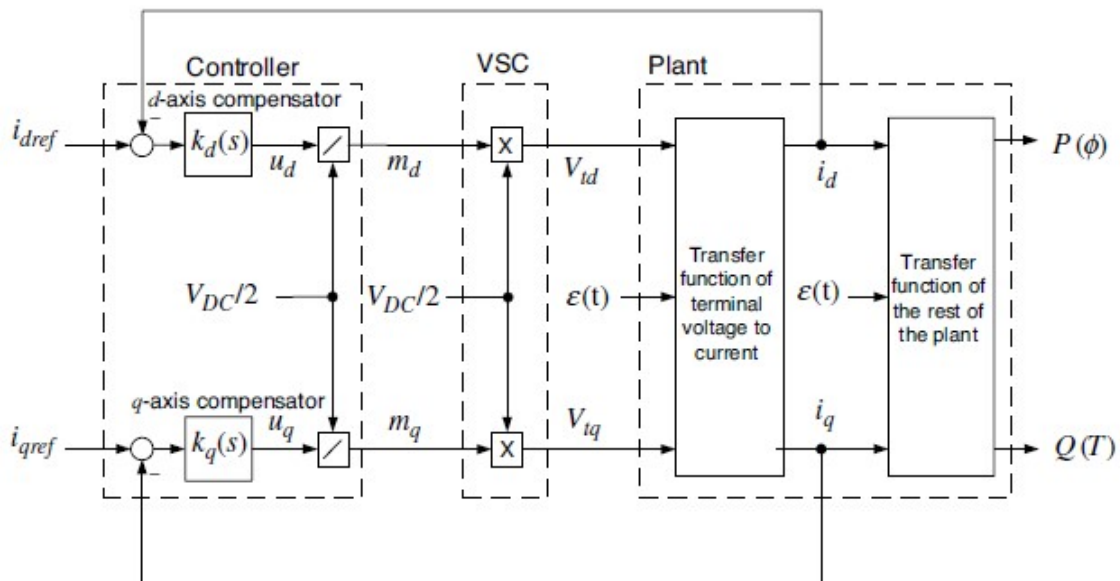 Controller
VSC
Plant
d-axis compensator
i_dref
−
k_d(s)
u_d
/
m_d
X
V_td
i_d
P(ϕ)
V_DC/2
V_DC/2
ε(t)
Transfer
function of
terminal
voltage to
current
ε(t)
Transfer
function of
the rest of
the plant
q-axis compensator
i_qref
−
k_q(s)
u_q
/
m_q
X
V_tq
i_q
Q(T)